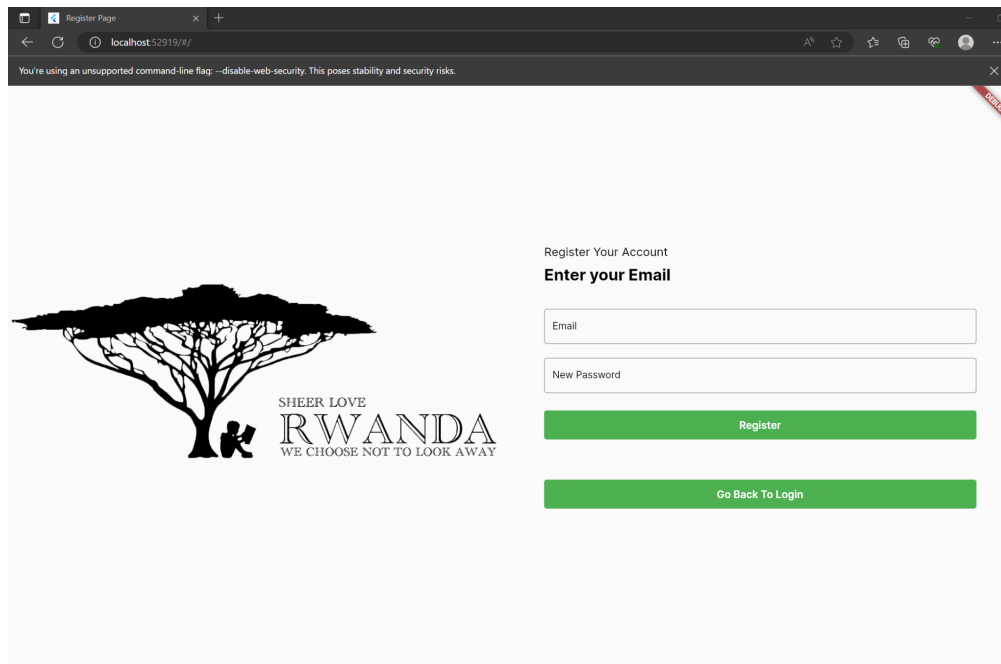 Register Page
localhost:52919/#/
You're using an unsupported command-line flag: --disable-web-security. This poses stability and security risks.
Register Your Account
Enter your Email
Email
New Password
SHEER LOVE
RWANDA
WE CHOOSE NOT TO LOOK AWAY
Register
Go Back To Login